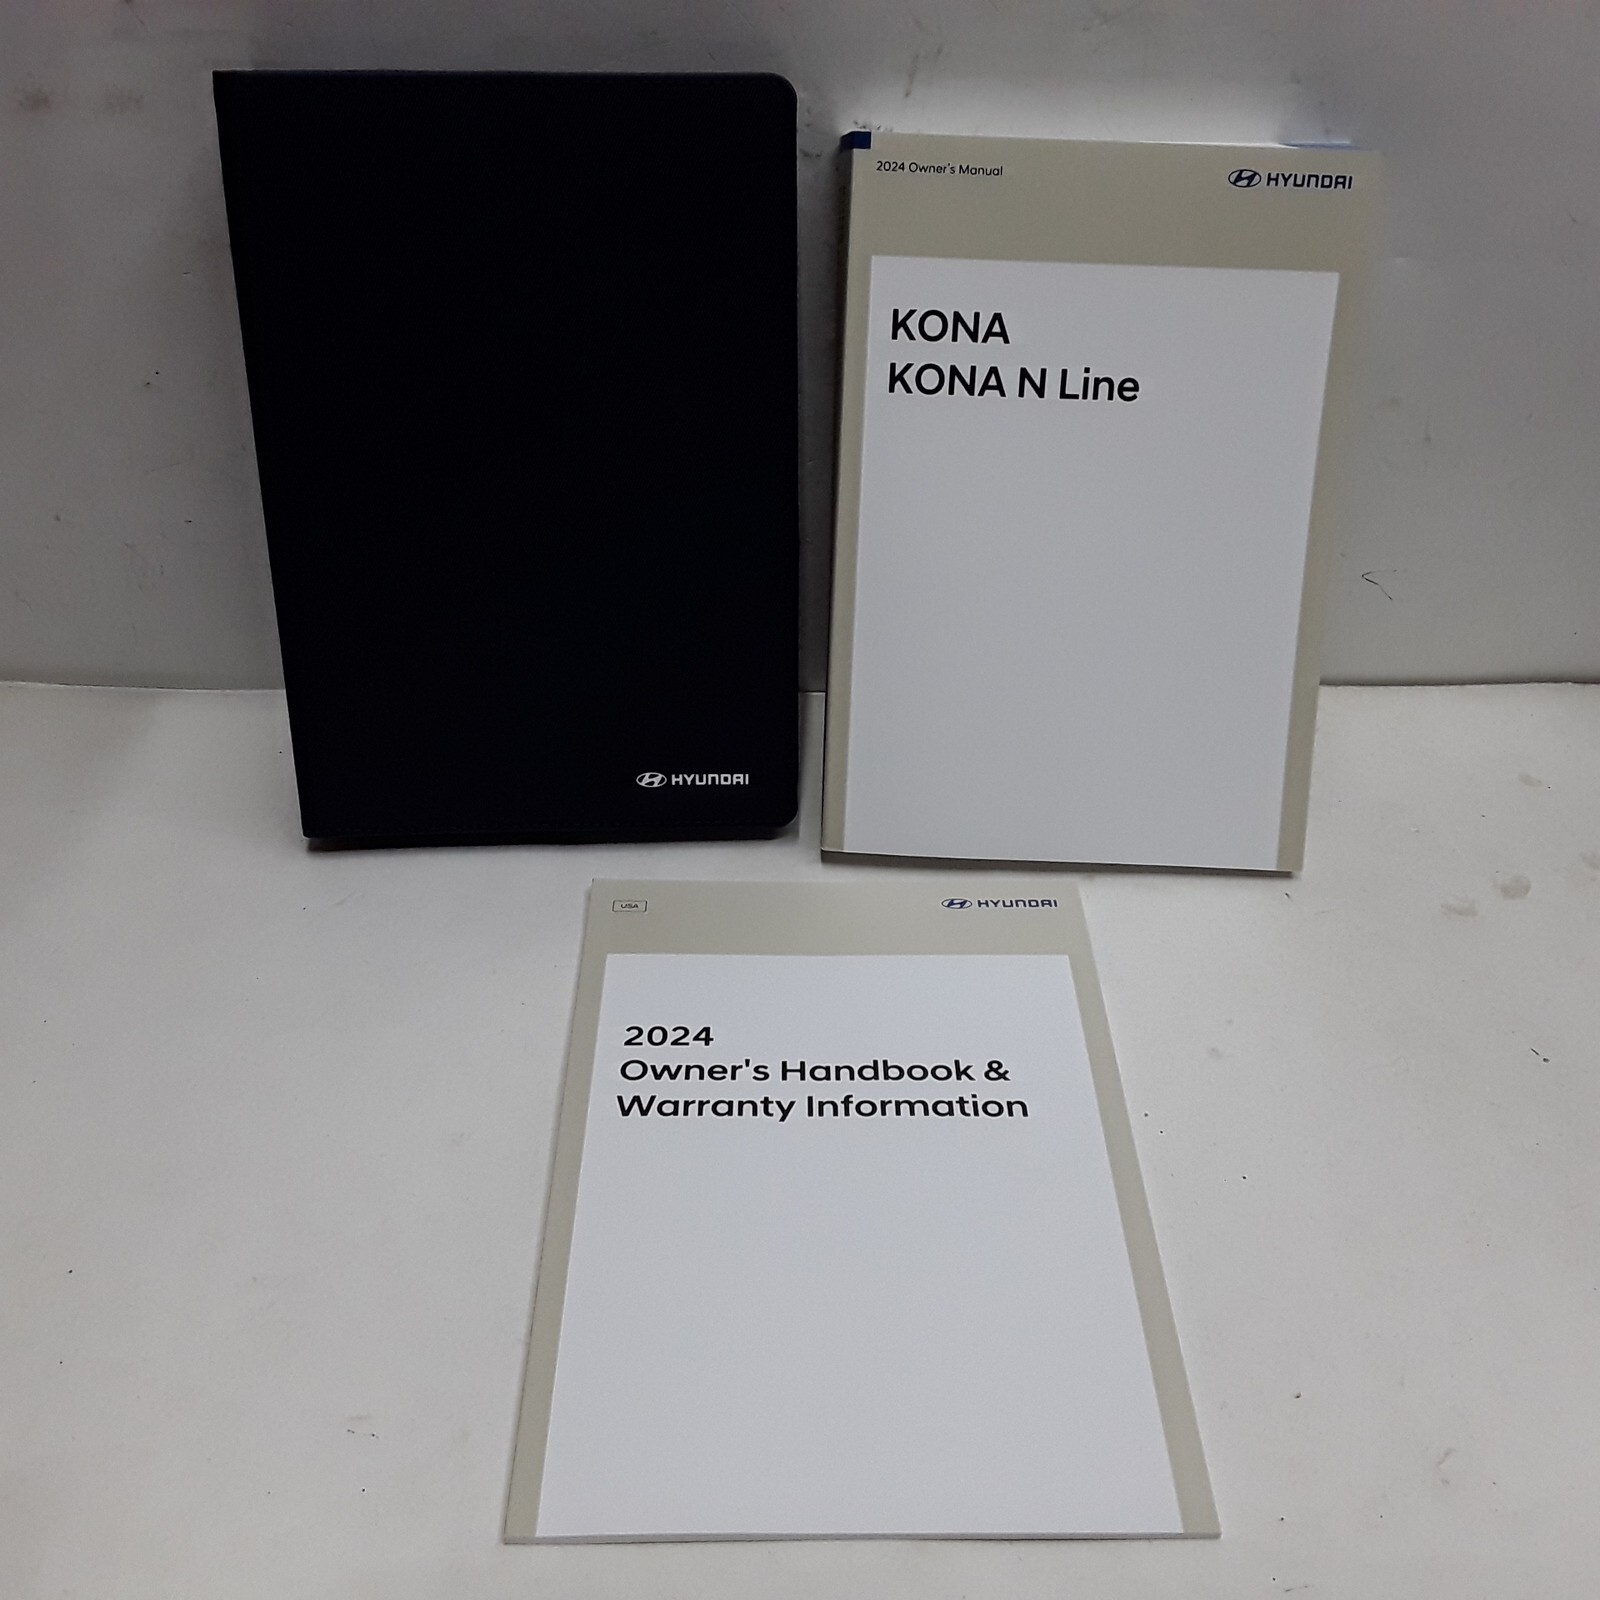 HYUNDAI
2024 Owner's Manual
HYUNDAI
KONA
KONA N Line
USA
HYUNDAI
2024
Owner's Handbook &
Warranty Information